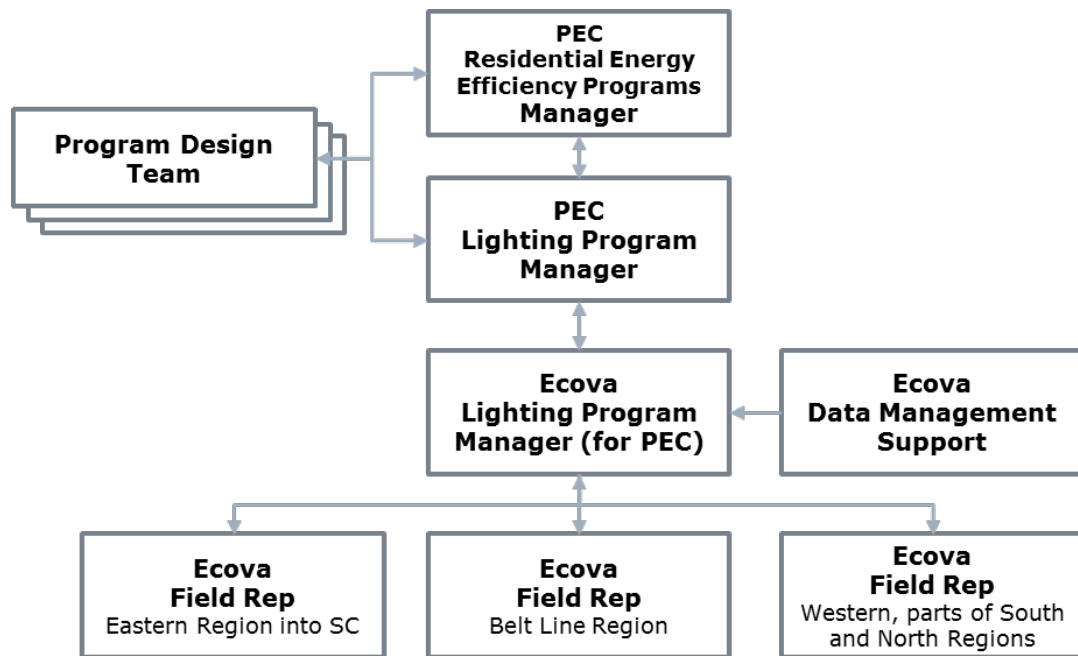 PEC
Residential Energy
Efficiency Programs
Manager
Program Design
Team
PEC
Lighting Program
Manager
Ecova
Lighting Program
Manager (for PEC)
Ecova
Data Management
Support
Ecova
Field Rep
Eastern Region into SC
Ecova
Field Rep
Belt Line Region
Ecova
Field Rep
Western, parts of South
and North Regions